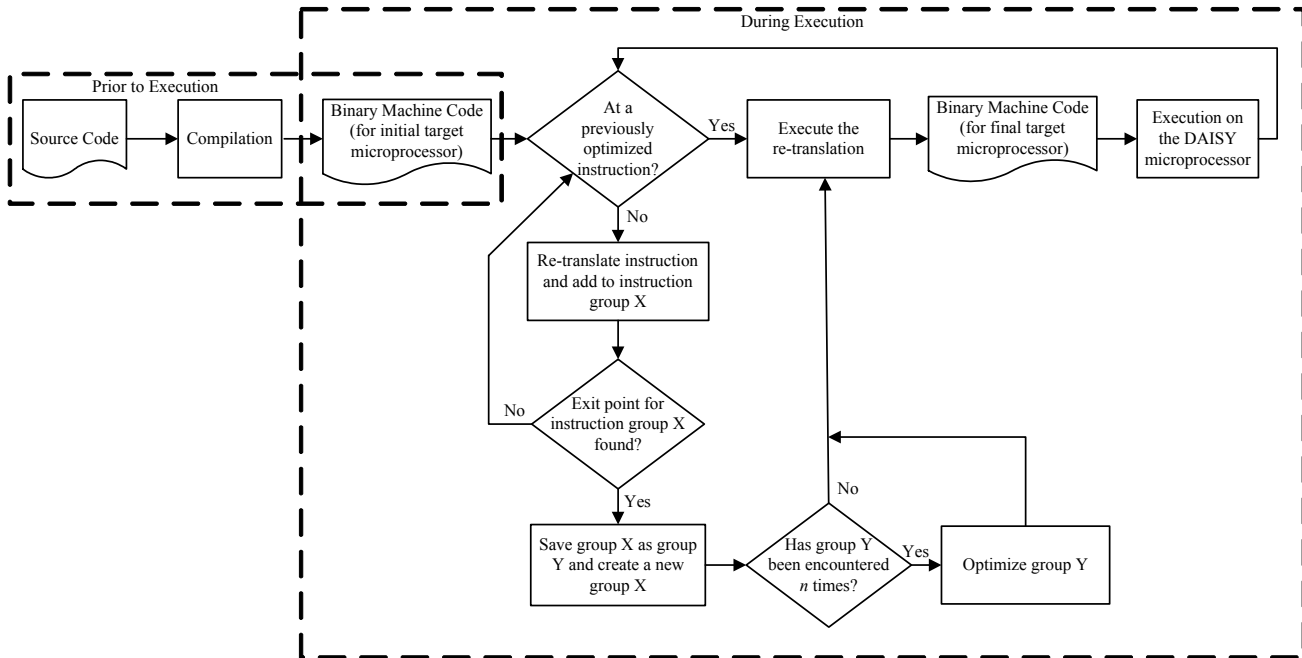 During Execution
Prior to Execution
Source Code
Compilation
Binary Machine Code
(for initial target
microprocessor)
At a
previously
optimized
instruction?
Yes
Execute the
re-translation
Binary Machine Code
(for final target
microprocessor)
Execution on
the DAISY
microprocessor
No
Re-translate instruction
and add to instruction
group X
No
Exit point for
instruction group X
found?
Yes
Save group X as group
Y and create a new
group X
No
Has group Y
been encountered
n times?
Yes
Optimize group Y